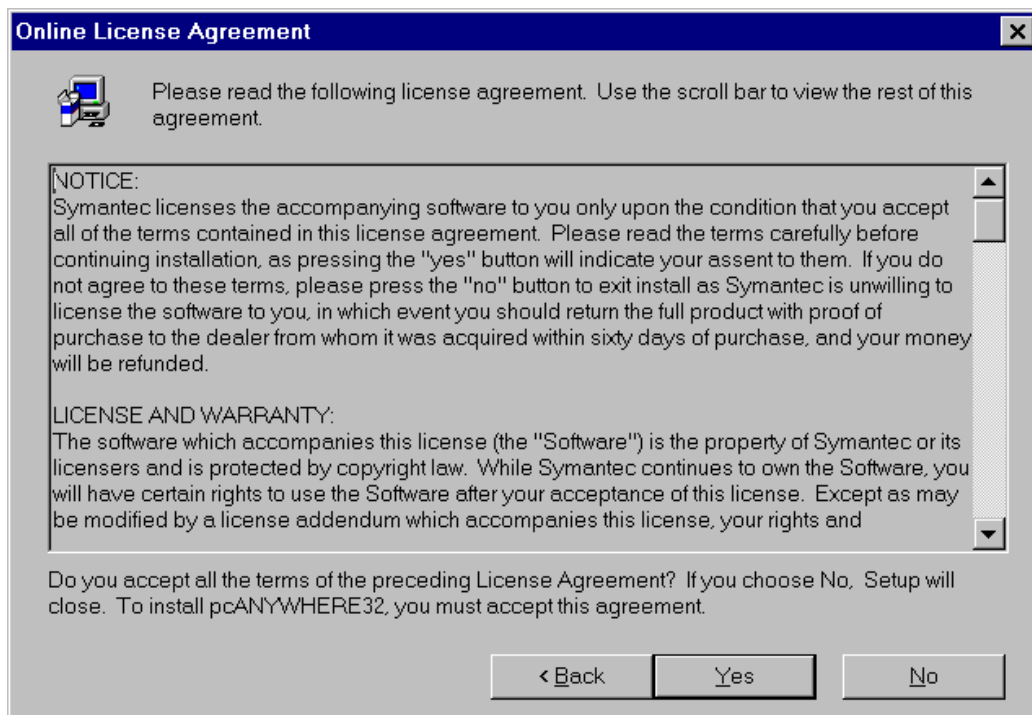 Online License Agreement
Please read the following license agreement.  Use the scroll bar to view the rest of this
agreement.
NOTICE:
Symantec licenses the accompanying software to you only upon the condition that you accept
all of the terms contained in this license agreement.  Please read the terms carefully before
continuing installation, as pressing the "yes" button will indicate your assent to them.  If you do
not agree to these terms, please press the "no" button to exit install as Symantec is unwilling to
license the software to you, in which event you should return the full product with proof of
purchase to the dealer from whom it was acquired within sixty days of purchase, and your money
will be refunded.
LICENSE AND WARRANTY:
The software which accompanies this license (the "Software") is the property of Symantec or its
licensers and is protected by copyright law.  While Symantec continues to own the Software, you
will have certain rights to use the Software after your acceptance of this license.  Except as may
be modified by a license addendum which accompanies this license, your rights and
Do you accept all the terms of the preceding License Agreement?  If you choose No,  Setup will
close.  To install pcANYWHERE32, you must accept this agreement.
< Back
Yes
No